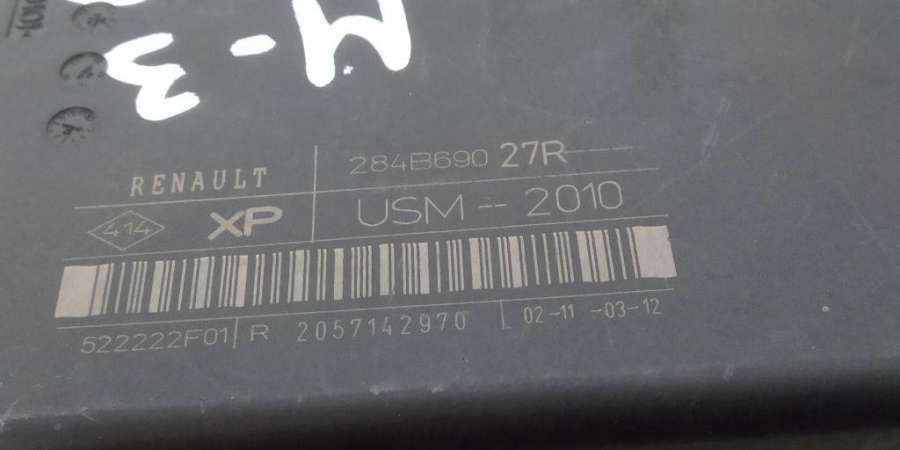 M-3
RENAULT
284B690 27R
414
XP
USM -- 2010
522222F01 R 2057142970 02-11 -03-12